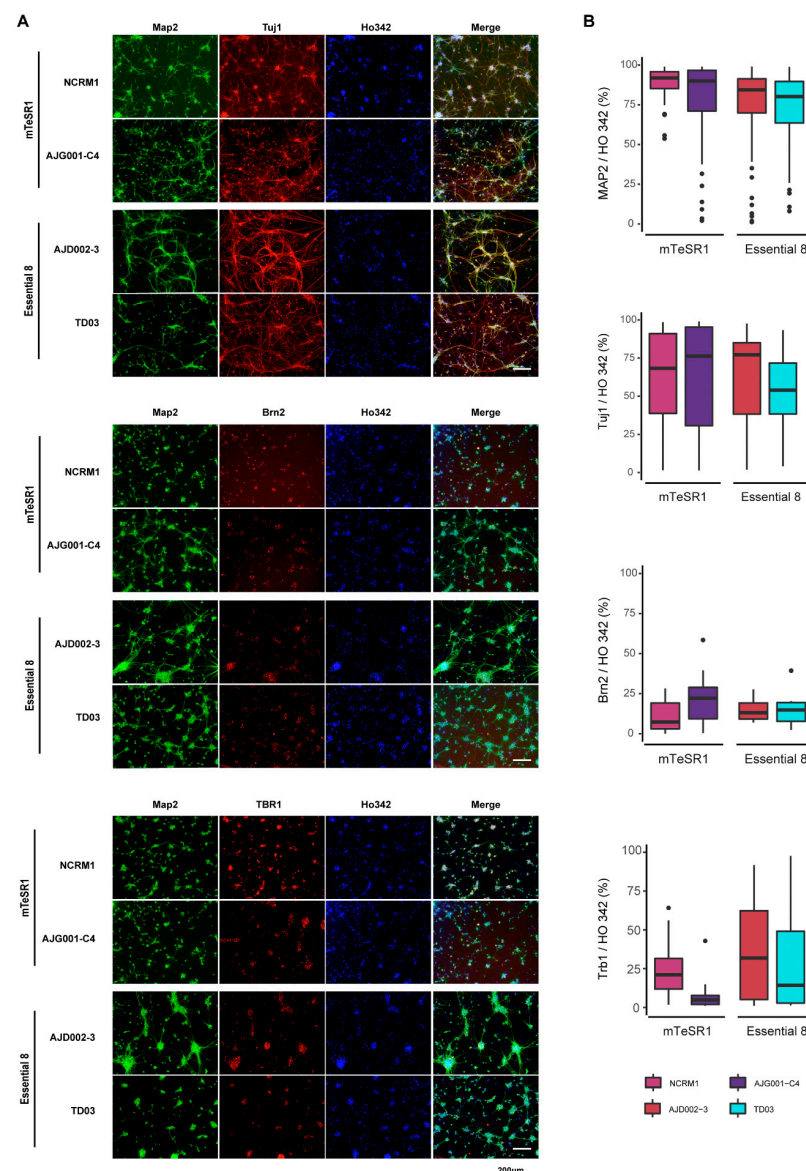 A
Map2 Tuj1 Ho342 Merge
mTeSR1
NCRM1
AJG001-C4
Essential 8
AJD002-3
TD03
Map2 Brn2 Ho342 Merge
mTeSR1
NCRM1
AJG001-C4
Essential 8
AJD002-3
TD03
Map2 TBR1 Ho342 Merge
mTeSR1
NCRM1
AJG001-C4
Essential 8
AJD002-3
TD03
200um
B
MAP2 / HO 342 (%)
100
75
50
25
0
mTeSR1 Essential 8
Tuj1 / HO 342 (%)
100
75
50
25
0
mTeSR1 Essential 8
Brn2 / HO 342 (%)
100
75
50
25
0
mTeSR1 Essential 8
Trb1 / HO 342 (%)
100
75
50
25
0
mTeSR1 Essential 8
NCRM1 AJG001-C4
AJD002-3 TD03